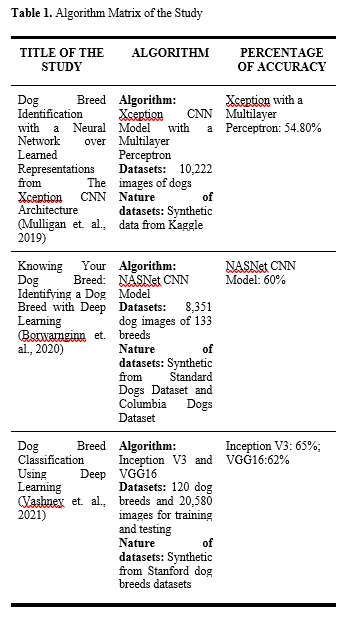 Table 1. Algorithm Matrix of the Study
TITLE OF THE STUDY
ALGORITHM
PERCENTAGE OF ACCURACY
Dog Breed
Identification
with a Neural
Network over
Learned
Representations
from The
Xception CNN
Architecture
(Mulligan et. al.,
2019)
Algorithm:
Xception CNN
Model with a
Multilayer
Perceptron
Datasets: 10,222
images of dogs
Nature of
datasets: Synthetic
data from Kaggle
Xception with a
Multilayer
Perceptron: 54.80%
Knowing Your
Dog Breed:
Identifying a Dog
Breed with Deep
Learning
(Borwarnginn et.
al., 2020)
Algorithm:
NASNet CNN
Model
Datasets: 8,351
dog images of 133
breeds
Nature of
datasets: Synthetic
from Standard
Dogs Dataset and
Columbia Dogs
Dataset
NASNet CNN
Model: 60%
Dog Breed
Classification
Using Deep
Learning
(Vashney et. al.,
2021)
Algorithm:
Inception V3 and
VGG16
Datasets: 120 dog
breeds and 20,580
images for training
and testing
Nature of
datasets: Synthetic
from Stanford dog
breeds datasets
Inception V3: 65%;
VGG16:62%